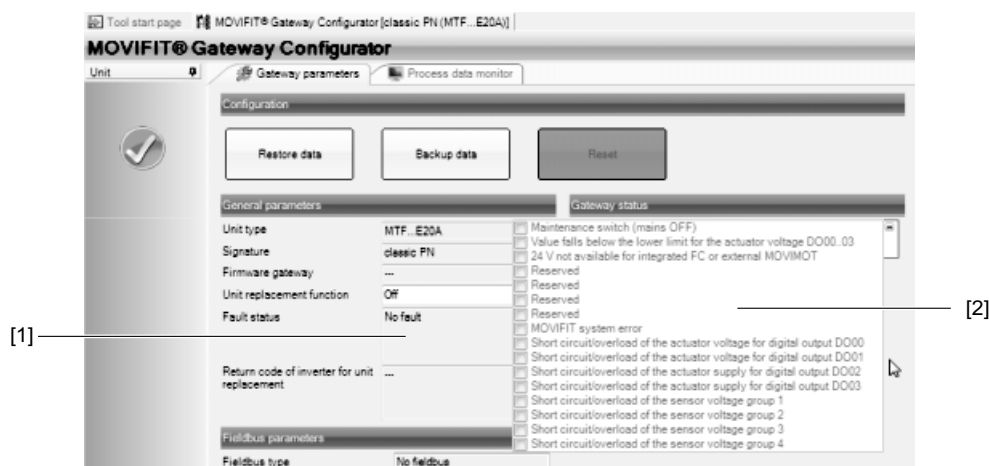 Tool start page MOVIFIT® Gateway Configurator [classic PN (MTF...E20A)]
MOVIFIT® Gateway Configurator
Unit
Gateway parameters Process data monitor
Configuration
Restore data Backup data Reset
General parameters Gateway status
Unit type MTF...E20A
Signature classic PN
Firmware gateway ---
Unit replacement function Off
Fault status No fault
Return code of inverter for unit replacement ---
Maintenance switch (mains OFF)
Value falls below the lower limit for the actuator voltage DO00..03
24 V not available for integrated FC or external MOVIMOT
Reserved
Reserved
Reserved
Reserved
MOVIFIT system error
Short circuit/overload of the actuator voltage for digital output DO00
Short circuit/overload of the actuator voltage for digital output DO01
Short circuit/overload of the actuator supply for digital output DO02
Short circuit/overload of the actuator supply for digital output DO03
Short circuit/overload of the sensor voltage group 1
Short circuit/overload of the sensor voltage group 2
Short circuit/overload of the sensor voltage group 3
Short circuit/overload of the sensor voltage group 4
[1]
[2]
Fieldbus parameters
Fieldbus type No fieldbus